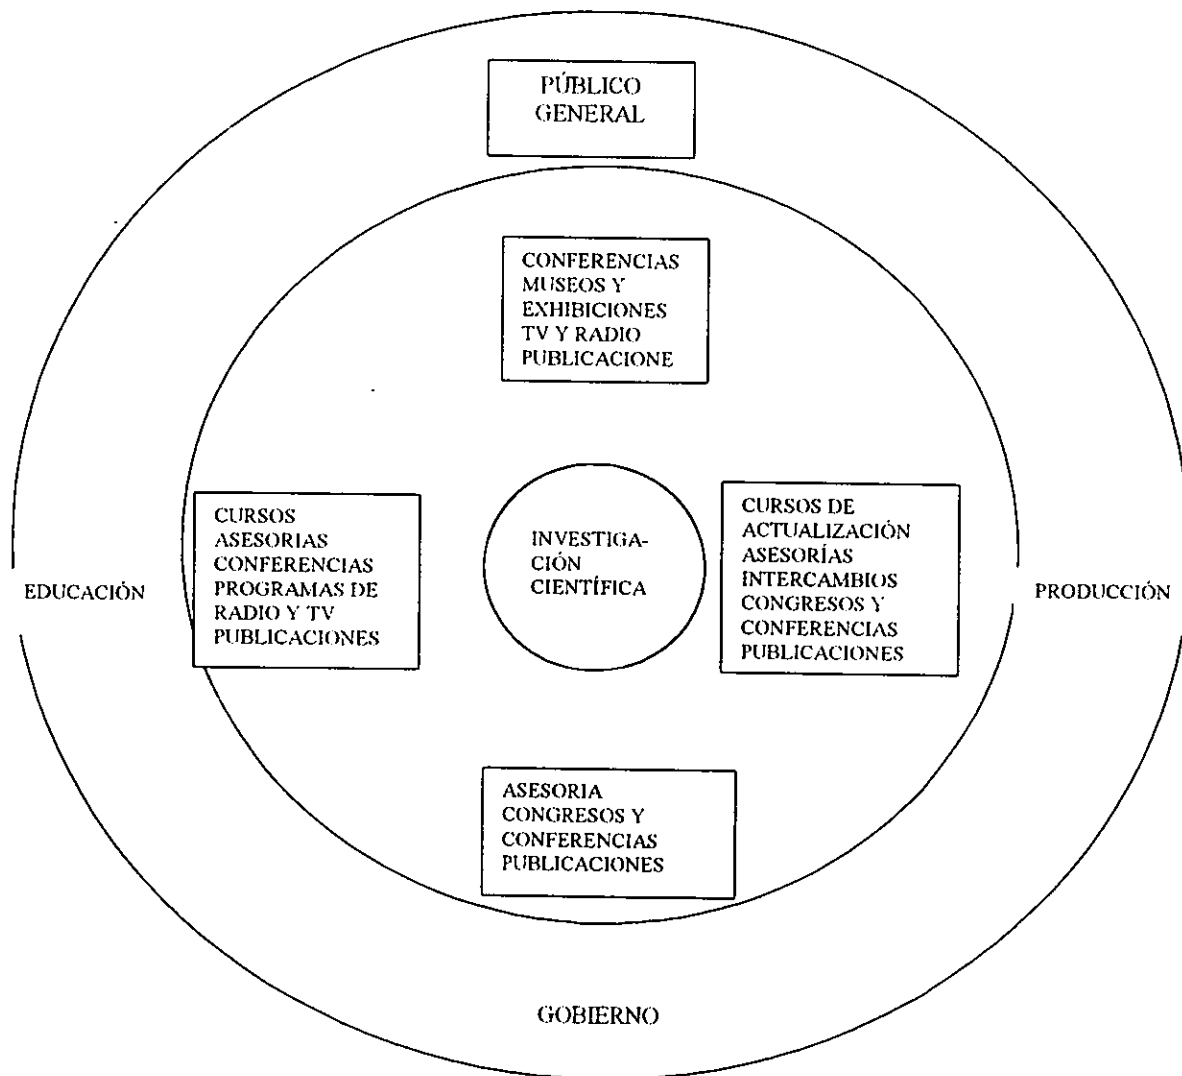 PÚBLICO
GENERAL
CONFERENCIAS
MUSEOS Y
EXHIBICIONES
TV Y RADIO
PUBLICACIONE
EDUCACIÓN
CURSOS
ASESORIAS
CONFERENCIAS
PROGRAMAS DE
RADIO Y TV
PUBLICACIONES
INVESTIGA-
CIÓN
CIENTÍFICA
CURSOS DE
ACTUALIZACIÓN
ASESORÍAS
INTERCAMBIOS
CONGRESOS Y
CONFERENCIAS
PUBLICACIONES
PRODUCCIÓN
ASESORIA
CONGRESOS Y
CONFERENCIAS
PUBLICACIONES
GOBIERNO